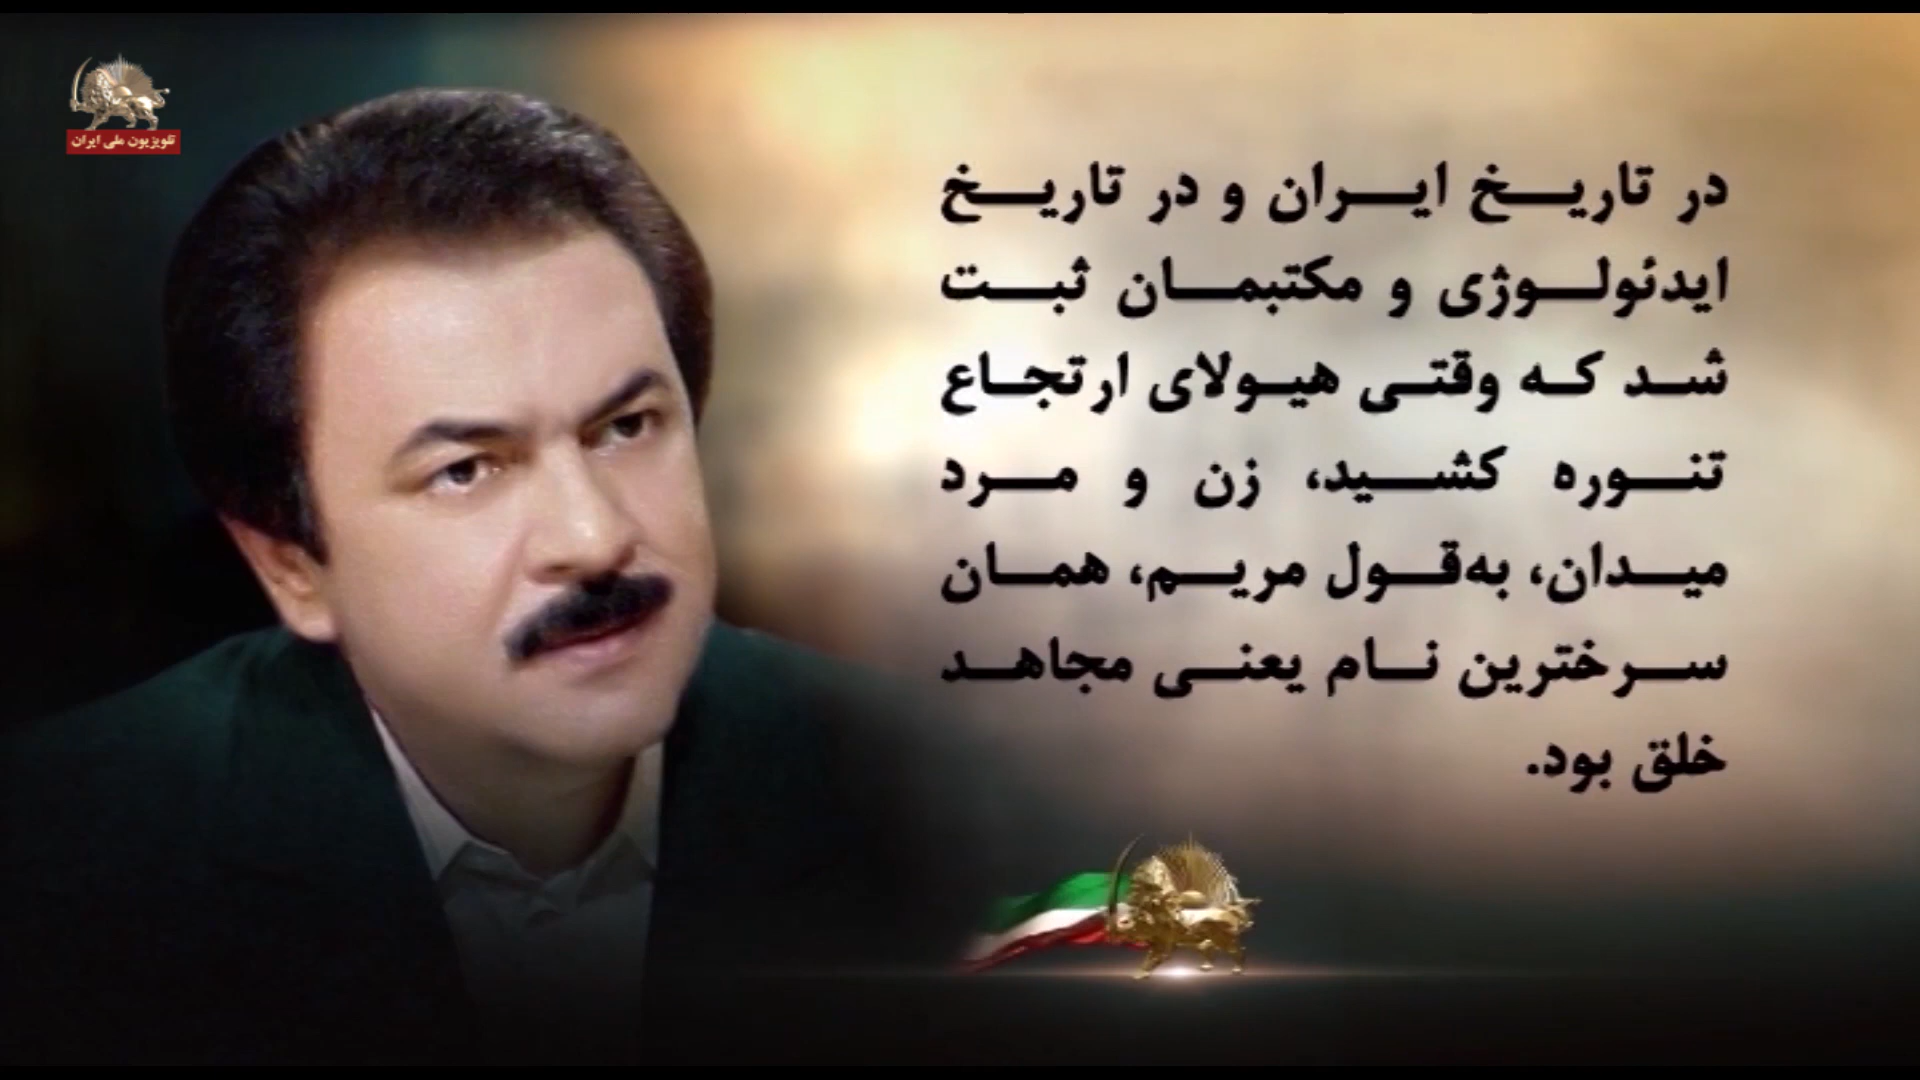 تلویزیون ملی ایران
در تاریخ ایران و در تاریخ
ایدئولوژی و مکتبمان ثبت
شد که وقتی هیولای ارتجاع
تنوره کشید، زن و مرد
میدان، به‌قول مریم، همان
سرخترین نام یعنی مجاهد
خلق بود.